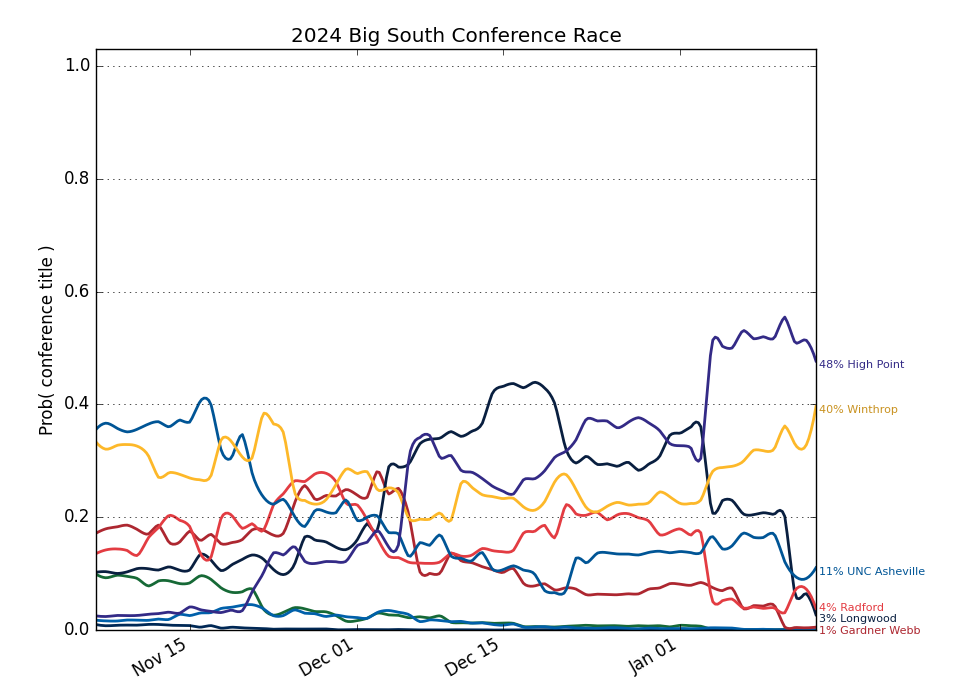 2024 Big South Conference Race
Prob( conference title )
1.0
0.8
0.6
0.4
0.2
0.0
Nov 15
Dec 01
Dec 15
Jan 01
48% High Point
40% Winthrop
11% UNC Asheville
4% Radford
3% Longwood
1% Gardner Webb